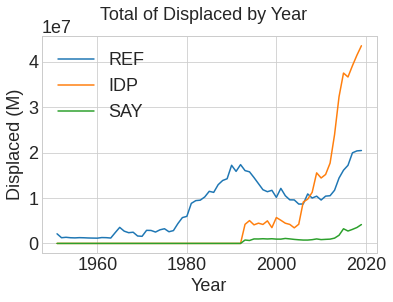 Total of Displaced by Year
1e7
REF
IDP
SAY
4
3
2
1
0
Displaced (M)
1960
1980
2000
2020
Year